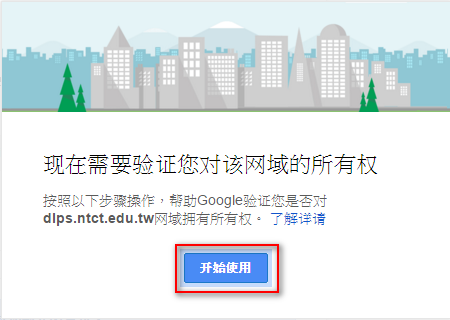 现在需要验证您对该网域的所有权
按照以下步骤操作，帮助Google验证您是否对
dlps.ntct.edu.tw网域拥有所有权。 了解详请
开始使用